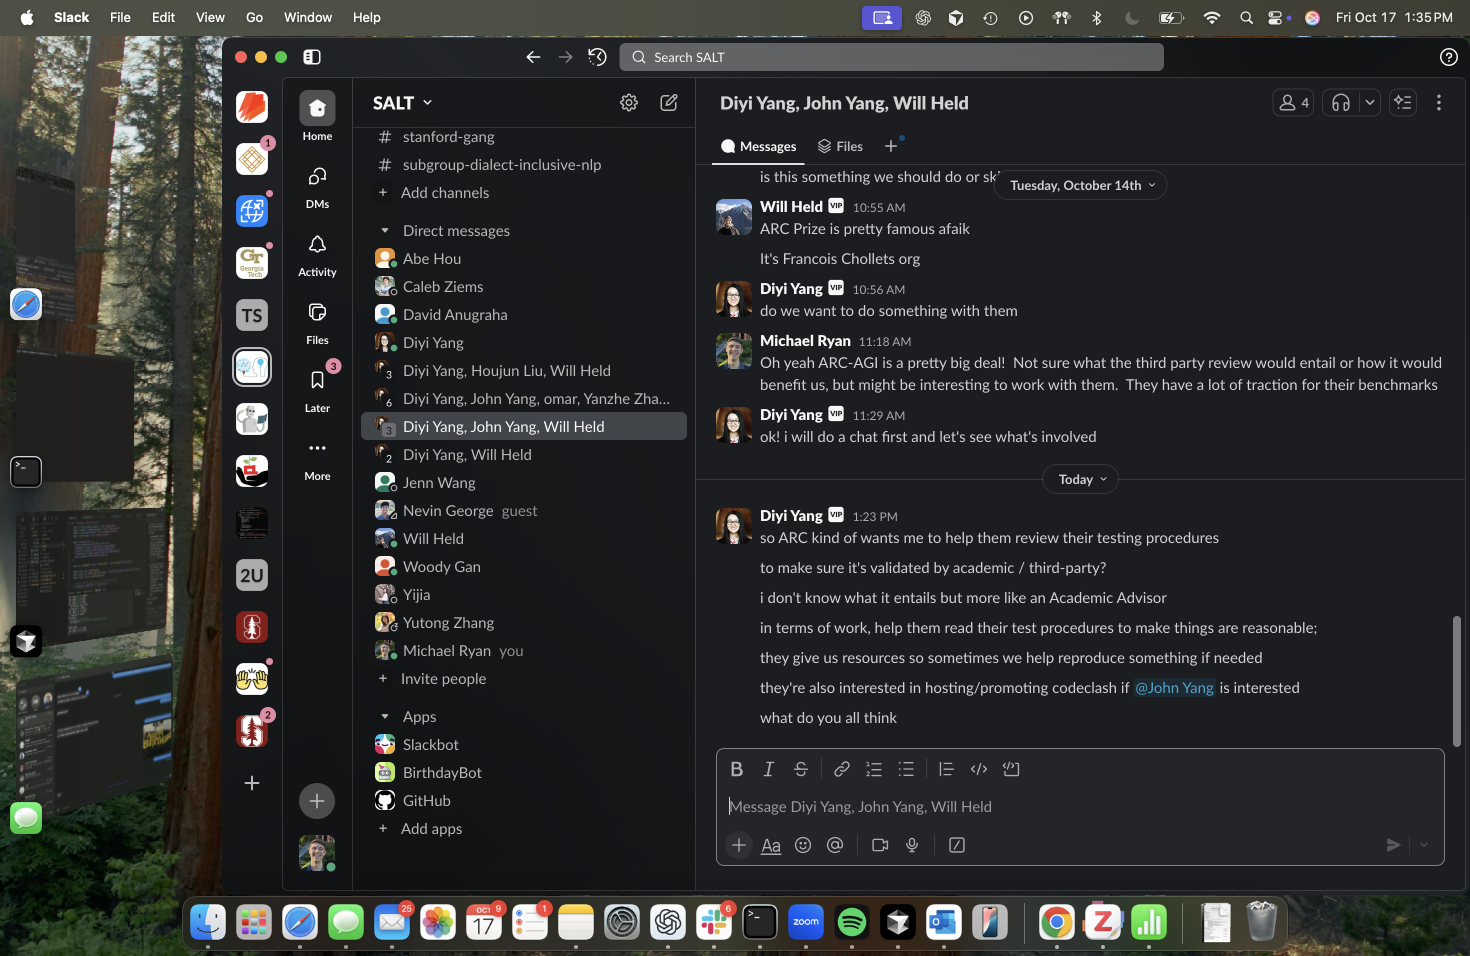 Slack File Edit View Go Window Help
Fri Oct 17 1:35 PM
Search SALT
SALT
Diyi Yang, John Yang, Will Held
4
Messages
Files
1
GT
Georgia Tech
TS
2U
2
Home
DMs
Activity
Files
3
Later
More
# stanford-gang
# subgroup-dialect-inclusive-nlp
+ Add channels
Direct messages
Abe Hou
Caleb Ziems
David Anugraha
Diyi Yang
3 Diyi Yang, Houjun Liu, Will Held
6 Diyi Yang, John Yang, omar, Yanzhe Zha...
3 Diyi Yang, John Yang, Will Held
2 Diyi Yang, Will Held
Jenn Wang
Nevin George guest
Will Held
Woody Gan
Yijia
Yutong Zhang
Michael Ryan you
+ Invite people
Apps
Slackbot
BirthdayBot
GitHub
+ Add apps
is this something we should do or ski
Tuesday, October 14th
Will Held VIP 10:55 AM
ARC Prize is pretty famous afaik
It's Francois Chollets org
Diyi Yang VIP 10:56 AM
do we want to do something with them
Michael Ryan 11:18 AM
Oh yeah ARC-AGI is a pretty big deal! Not sure what the third party review would entail or how it would
benefit us, but might be interesting to work with them. They have a lot of traction for their benchmarks
Diyi Yang VIP 11:29 AM
ok! i will do a chat first and let's see what's involved
Today
Diyi Yang VIP 1:23 PM
so ARC kind of wants me to help them review their testing procedures
to make sure it's validated by academic / third-party?
i don't know what it entails but more like an Academic Advisor
in terms of work, help them read their test procedures to make things are reasonable;
they give us resources so sometimes we help reproduce something if needed
they're also interested in hosting/promoting codeclash if @John Yang is interested
what do you all think
B I S
Message Diyi Yang, John Yang, Will Held
Aa
25
OCT 9
17
1
6
zoom
Z